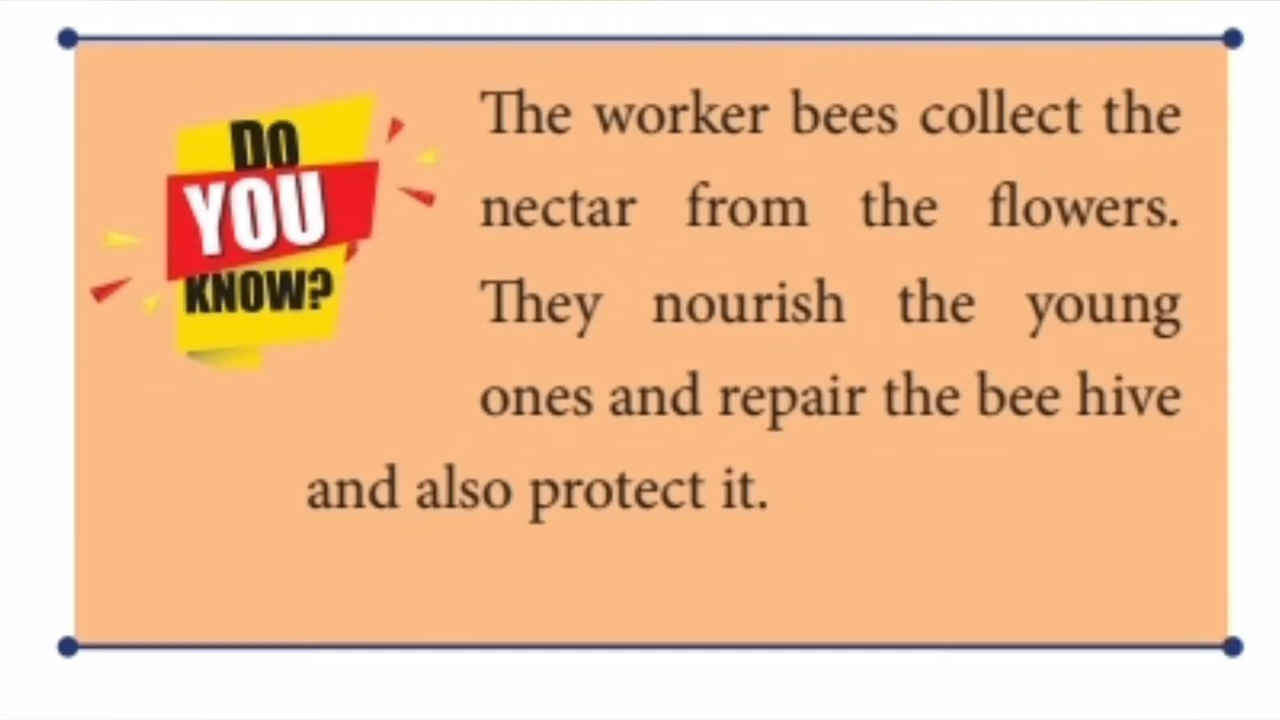 DO
YOU
KNOW?
The worker bees collect the
nectar from the flowers.
They nourish the young
ones and repair the bee hive
and also protect it.